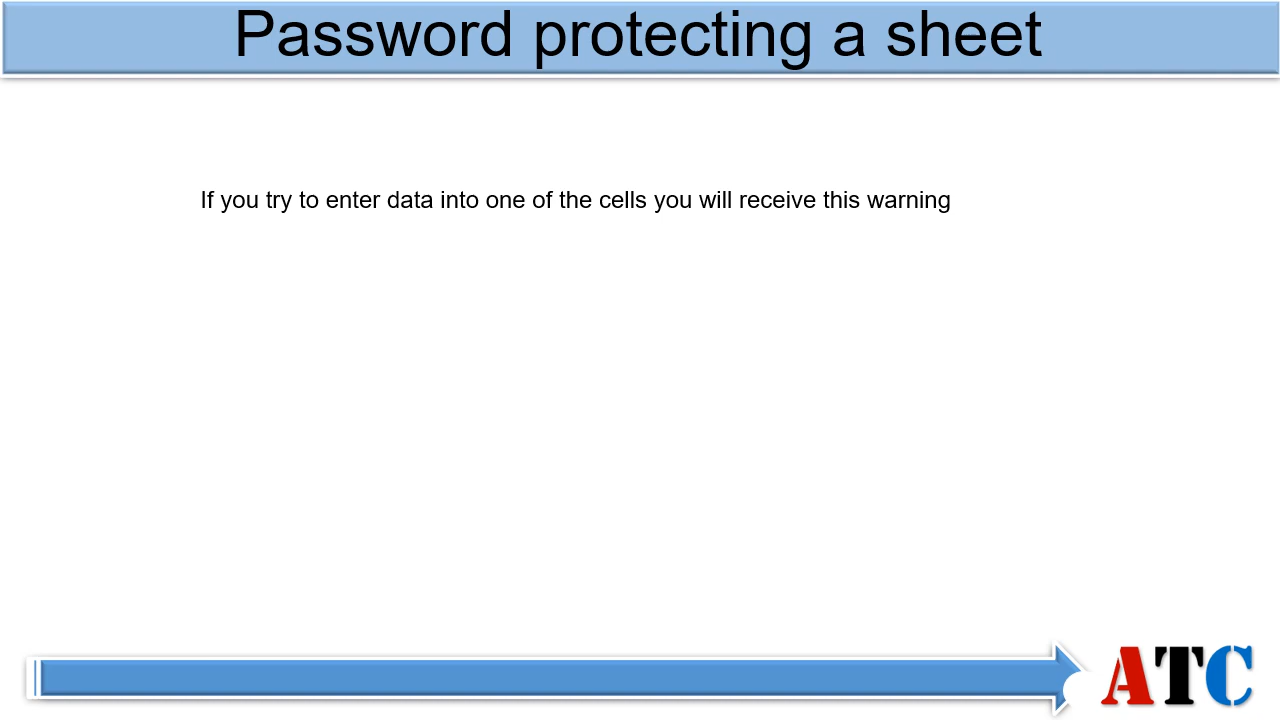 Password protecting a sheet
If you try to enter data into one of the cells you will receive this warning
ATC